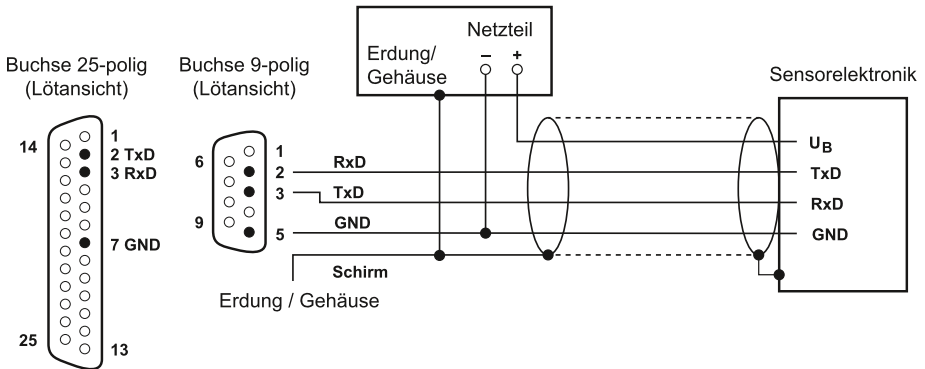 Buchse 25-polig
(Lötansicht)
14
1
2 TxD
3 RxD
7 GND
25
13
Buchse 9-polig
(Lötansicht)
6
1
2
3
9
5
RxD
TxD
GND
Schirm
Erdung / Gehäuse
Netzteil
Erdung/
Gehäuse
– +
Sensorelektronik
UB
TxD
RxD
GND